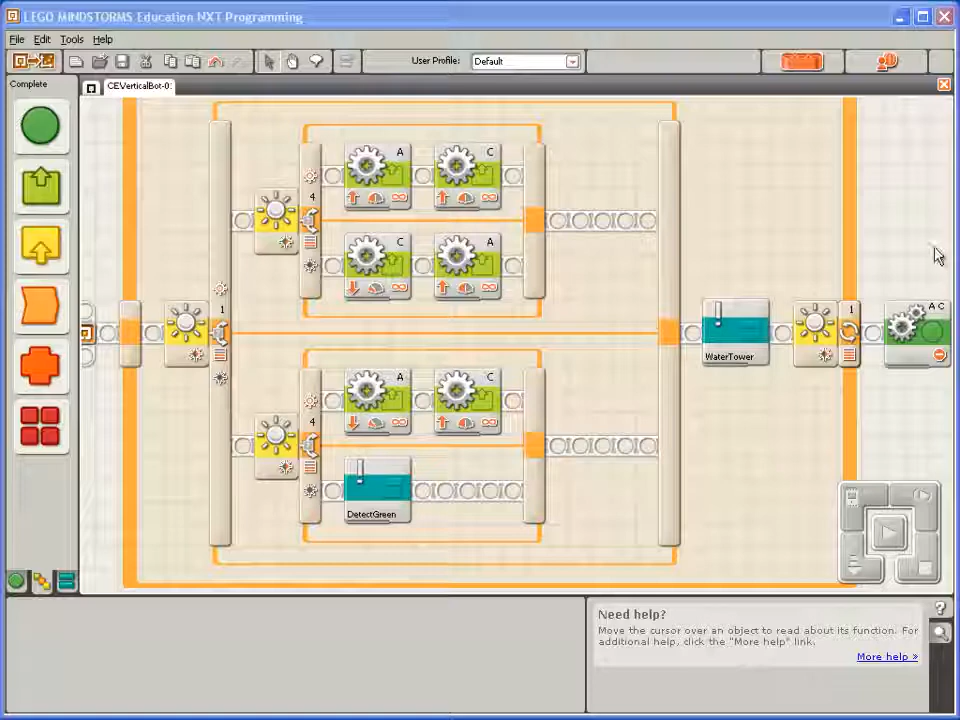 LEGO MINDSTORMS Education NXT Programming
File Edit Tools Help
User Profile: Default
Complete
CEVerticalBot-0:
A C
4
C A
1
WaterTower
1
A C
A C
4
DetectGreen
Need help?
Move the cursor over an object to read about its function. For
additional help, click the "More help" link.
More help »
?